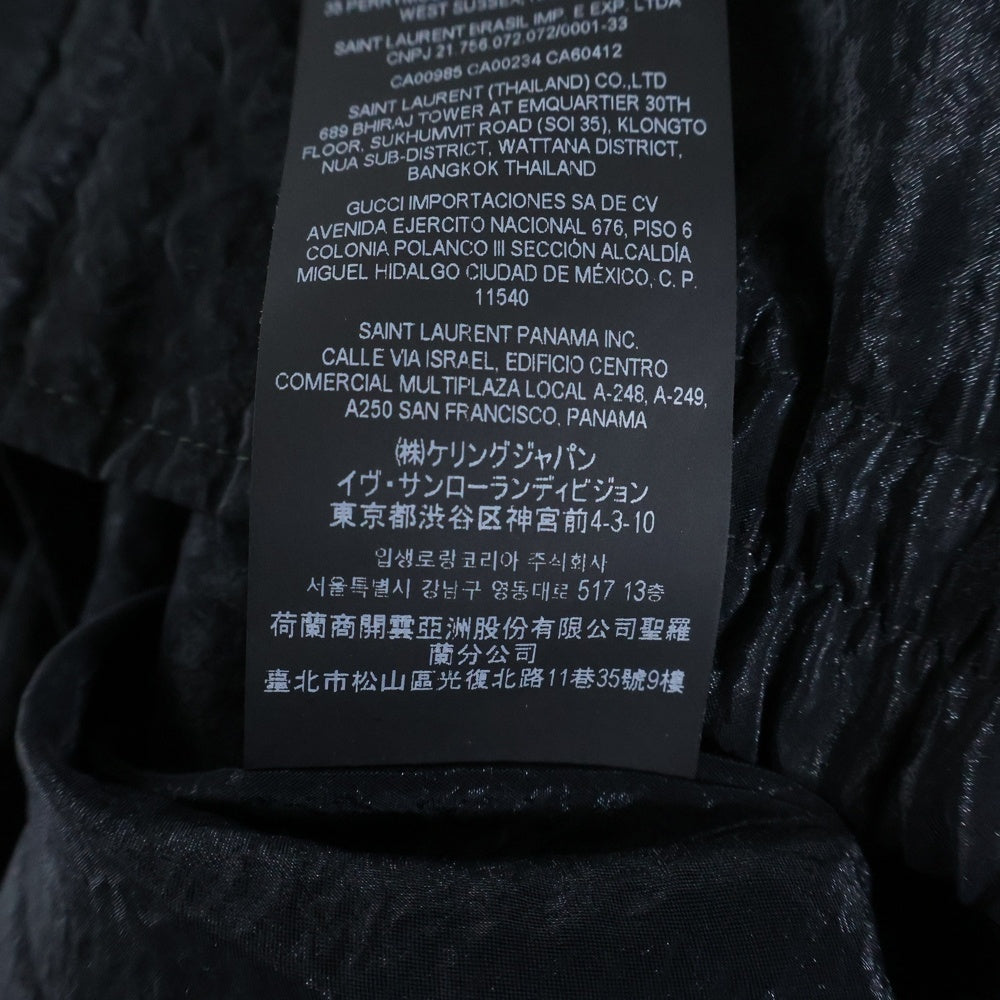 WEST SUSSEX,
SAINT LAURENT BRASIL IMP. E EXP. LTDA
CNPJ 21.756.072.072/0001-33
CA00985 CA00234 CA60412
SAINT LAURENT (THAILAND) CO.,LTD
689 BHIRAJ TOWER AT EMQUARTIER 30TH
FLOOR, SUKHUMVIT ROAD (SOI 35), KLONGTO
NUA SUB-DISTRICT, WATTANA DISTRICT,
BANGKOK THAILAND
GUCCI IMPORTACIONES SA DE CV
AVENIDA EJERCITO NACIONAL 676, PISO 6
COLONIA POLANCO III SECCIÓN ALCALDÍA
MIGUEL HIDALGO CIUDAD DE MÉXICO, C. P.
11540
SAINT LAURENT PANAMA INC.
CALLE VIA ISRAEL, EDIFICIO CENTRO
COMERCIAL MULTIPLAZA LOCAL A-248, A-249,
A250 SAN FRANCISCO, PANAMA
㈱ケリングジャパン
イヴ・サンローランディビジョン
東京都渋谷区神宮前4-3-10
입생로랑코리아 주식회사
서울특별시 강남구 영동대로 517 13층
荷蘭商開雲亞洲股份有限公司聖羅
蘭分公司
臺北市松山區光復北路11巷35號9樓